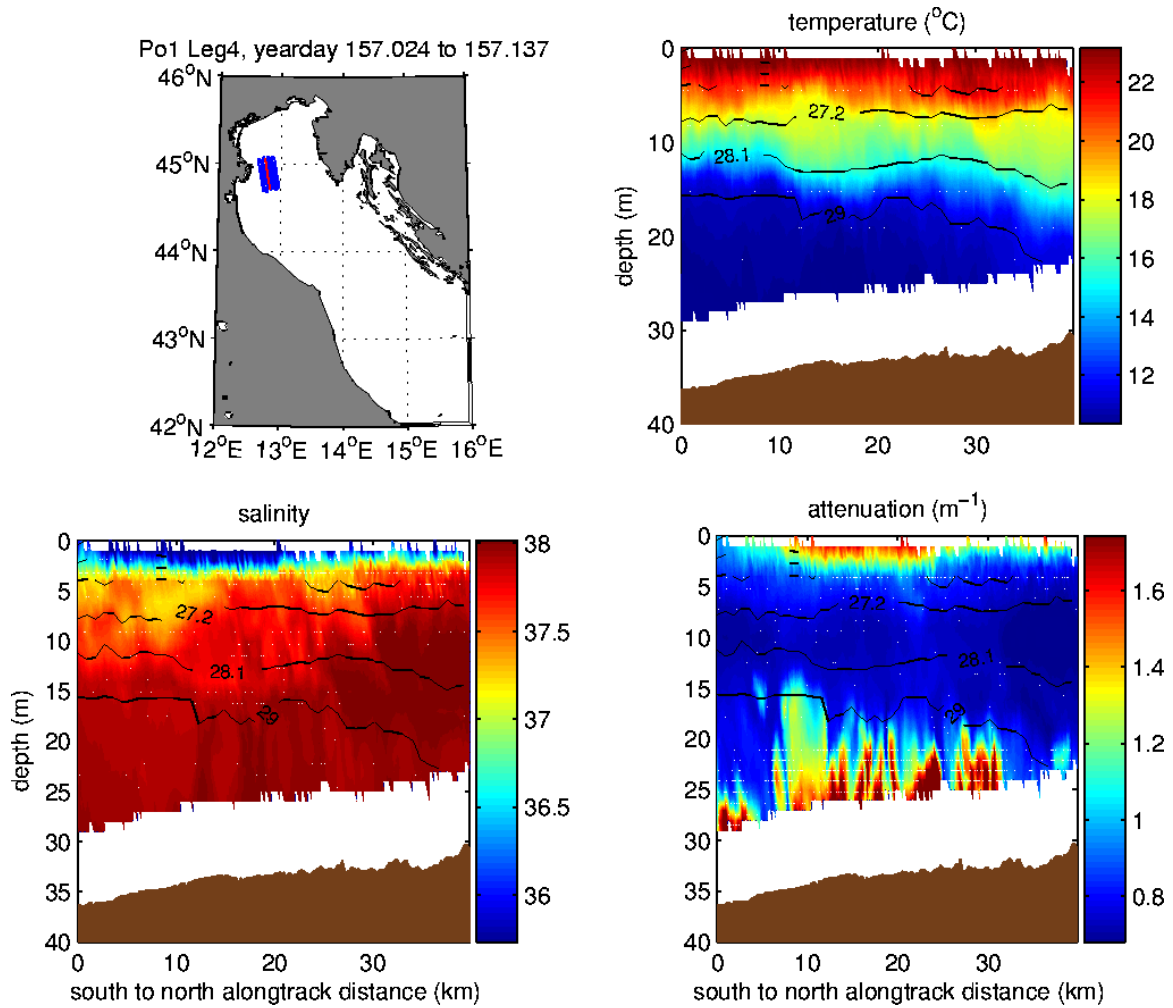 Po1 Leg4, yearday 157.024 to 157.137
46°N
45°N
44°N
43°N
42°N
12°E 13°E 14°E 15°E 16°E
temperature (°C)
0
10
20
30
40
depth (m)
27.2
28.1
29
0 10 20 30
22
20
18
16
14
12
salinity
0
5
10
15
20
25
30
35
40
depth (m)
27.2
28.1
29
0 10 20 30
south to north alongtrack distance (km)
38
37.5
37
36.5
36
attenuation (m⁻¹)
0
5
10
15
20
25
30
35
40
27.2
28.1
29
0 10 20 30
south to north alongtrack distance (km)
1.6
1.4
1.2
1
0.8